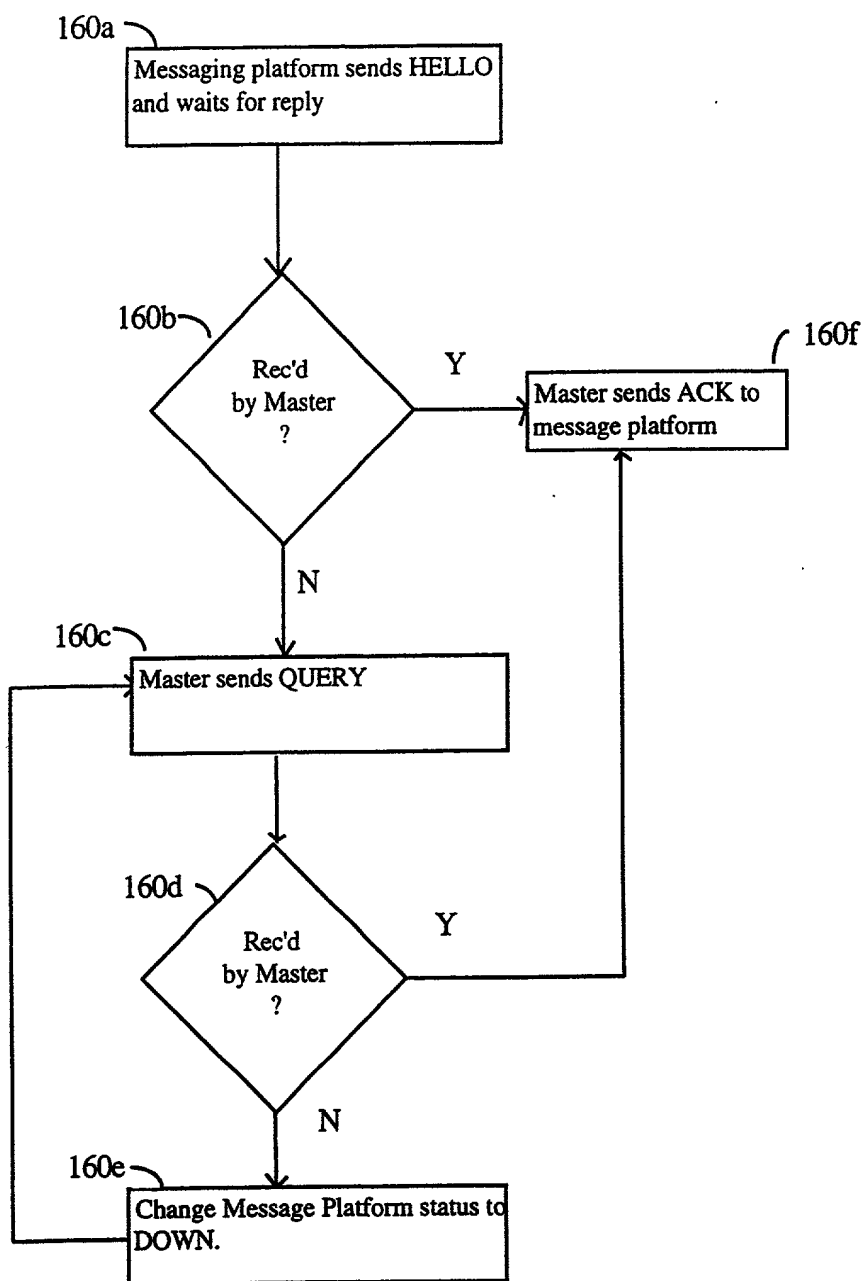 160a
Messaging platform sends HELLO
and waits for reply
160b
Rec'd
by Master
?
Y
160f
Master sends ACK to
message platform
N
160c
Master sends QUERY
160d
Rec'd
by Master
?
Y
N
160e
Change Message Platform status to
DOWN.